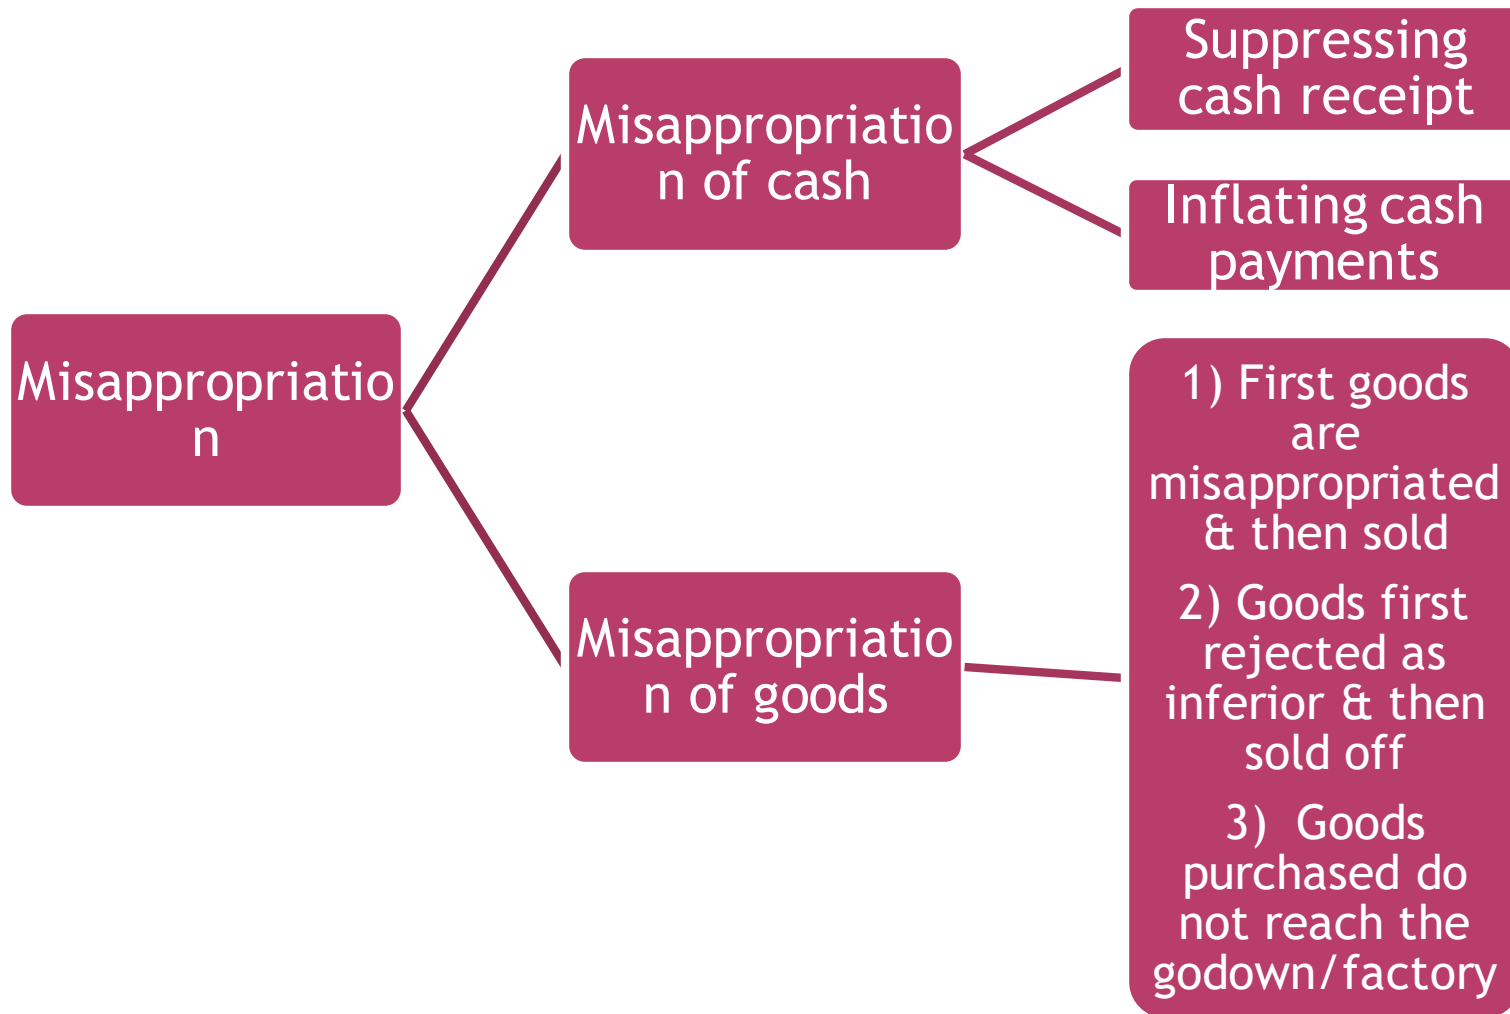 Misappropriatio
n
Misappropriatio
n of cash
Suppressing
cash receipt
Inflating cash
payments
Misappropriatio
n of goods
1) First goods
are
misappropriated
& then sold
2) Goods first
rejected as
inferior & then
sold off
3) Goods
purchased do
not reach the
godown/factory